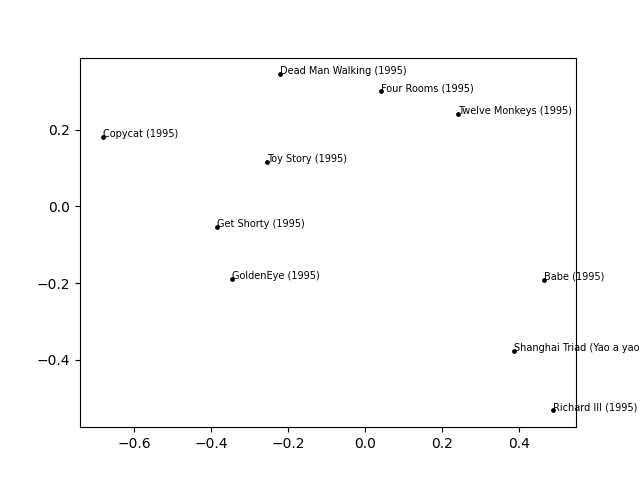 Dead Man Walking (1995)
Four Rooms (1995)
Twelve Monkeys (1995)
Copycat (1995)
Toy Story (1995)
Get Shorty (1995)
GoldenEye (1995)
Babe (1995)
Shanghai Triad (Yao a yao
Richard III (1995)
0.2
0.0
−0.2
−0.4
−0.6 −0.4 −0.2 0.0 0.2 0.4